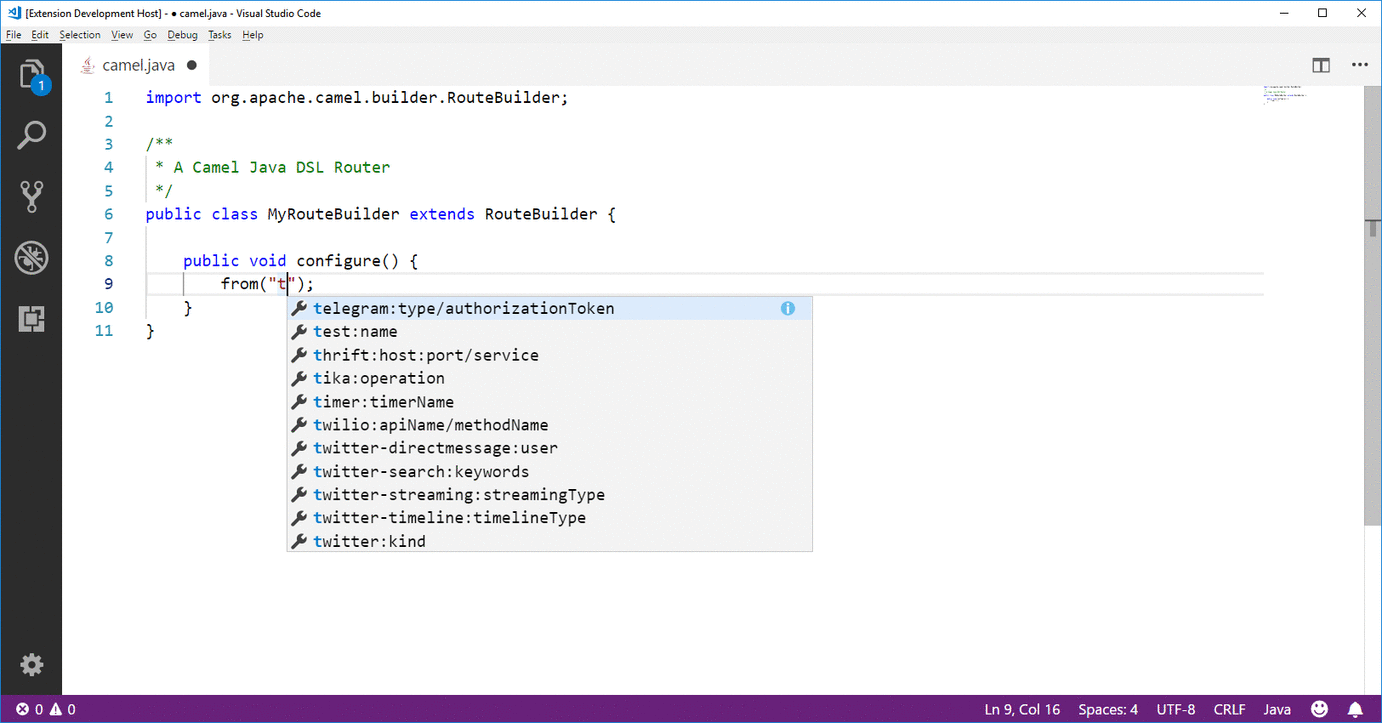 [Extension Development Host] - ● camel.java - Visual Studio Code
File Edit Selection View Go Debug Tasks Help
1
camel.java ●
1 import org.apache.camel.builder.RouteBuilder;
2
3 /**
4  * A Camel Java DSL Router
5  */
6 public class MyRouteBuilder extends RouteBuilder {
7
8     public void configure() {
9         from("t");
10     }
11 }
telegram:type/authorizationToken
test:name
thrift:host:port/service
tika:operation
timer:timerName
twilio:apiName/methodName
twitter-directmessage:user
twitter-search:keywords
twitter-streaming:streamingType
twitter-timeline:timelineType
twitter:kind
0 0 Ln 9, Col 16 Spaces: 4 UTF-8 CRLF Java